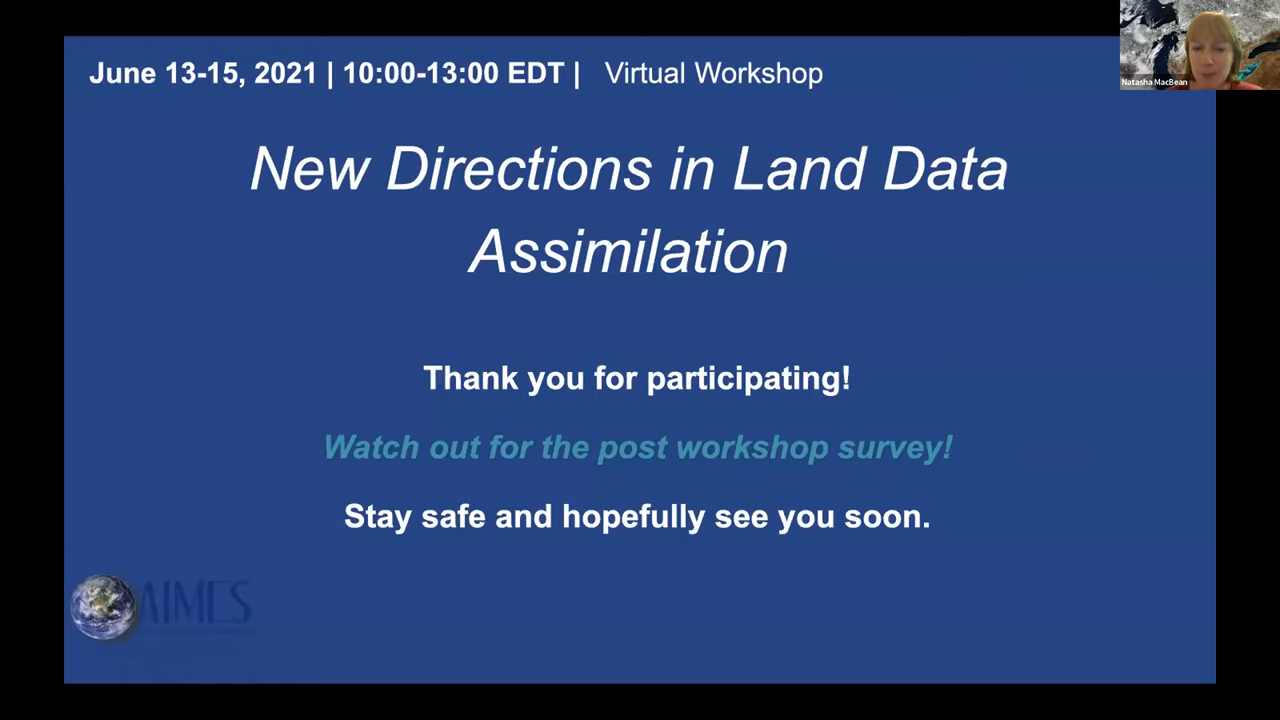 June 13-15, 2021 | 10:00-13:00 EDT | Virtual Workshop
Natasha MacBean
New Directions in Land Data
Assimilation
Thank you for participating!
Watch out for the post workshop survey!
Stay safe and hopefully see you soon.
AIMES